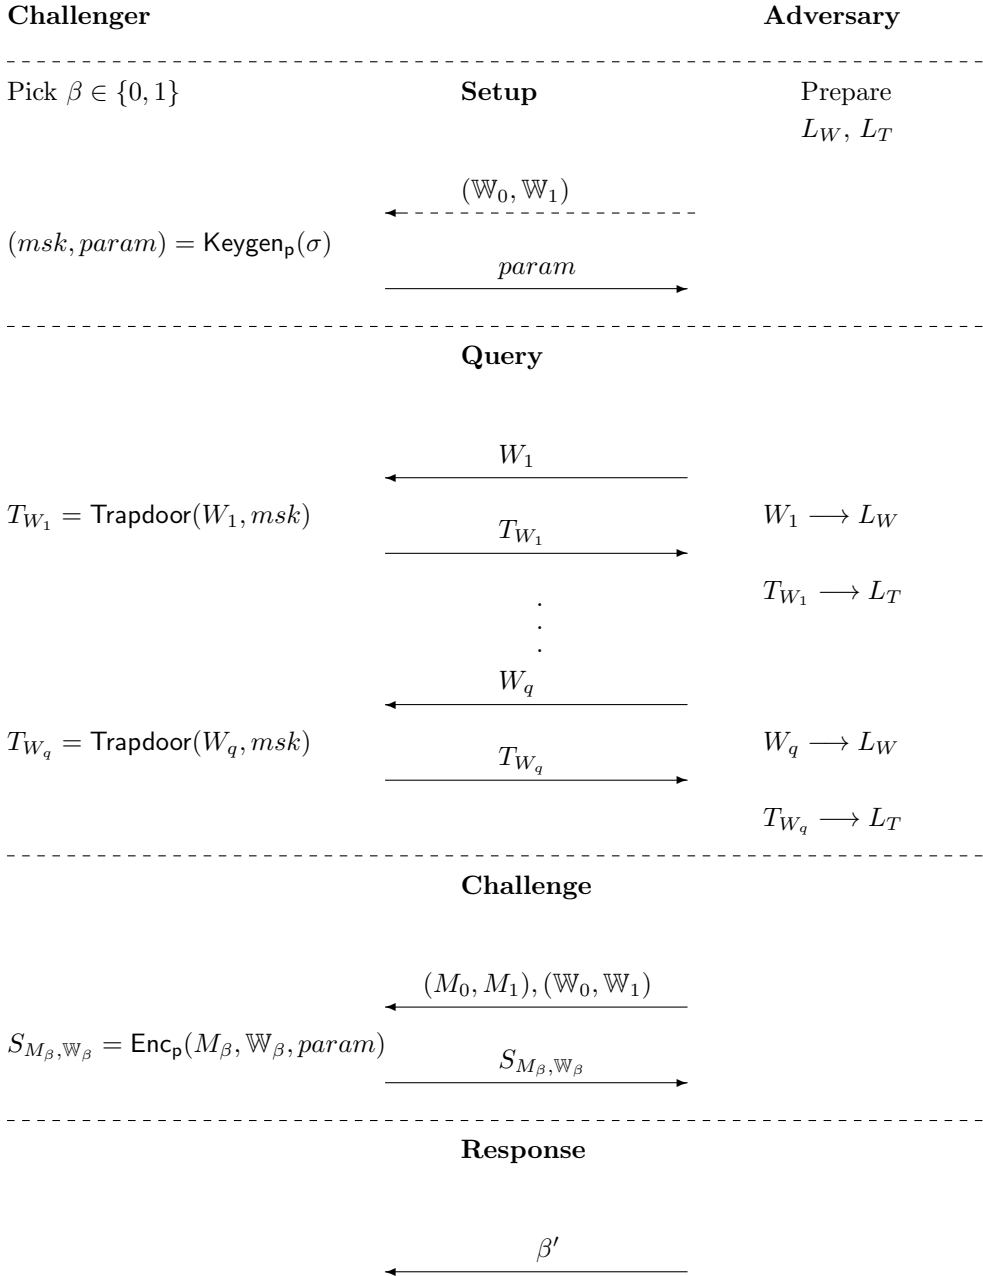 Challenger Adversary
Pick β ∈ {0, 1} Setup Prepare
L_W, L_T
(𝕎_0, 𝕎_1)
(msk, param) = Keygen_p(σ)
param
Query
W_1
T_{W_1} = Trapdoor(W_1, msk) W_1 ⟶ L_W
T_{W_1}
T_{W_1} ⟶ L_T
.
.
.
W_q
T_{W_q} = Trapdoor(W_q, msk) W_q ⟶ L_W
T_{W_q}
T_{W_q} ⟶ L_T
Challenge
(M_0, M_1), (𝕎_0, 𝕎_1)
S_{M_β,𝕎_β} = Enc_p(M_β, 𝕎_β, param)
S_{M_β,𝕎_β}
Response
β′